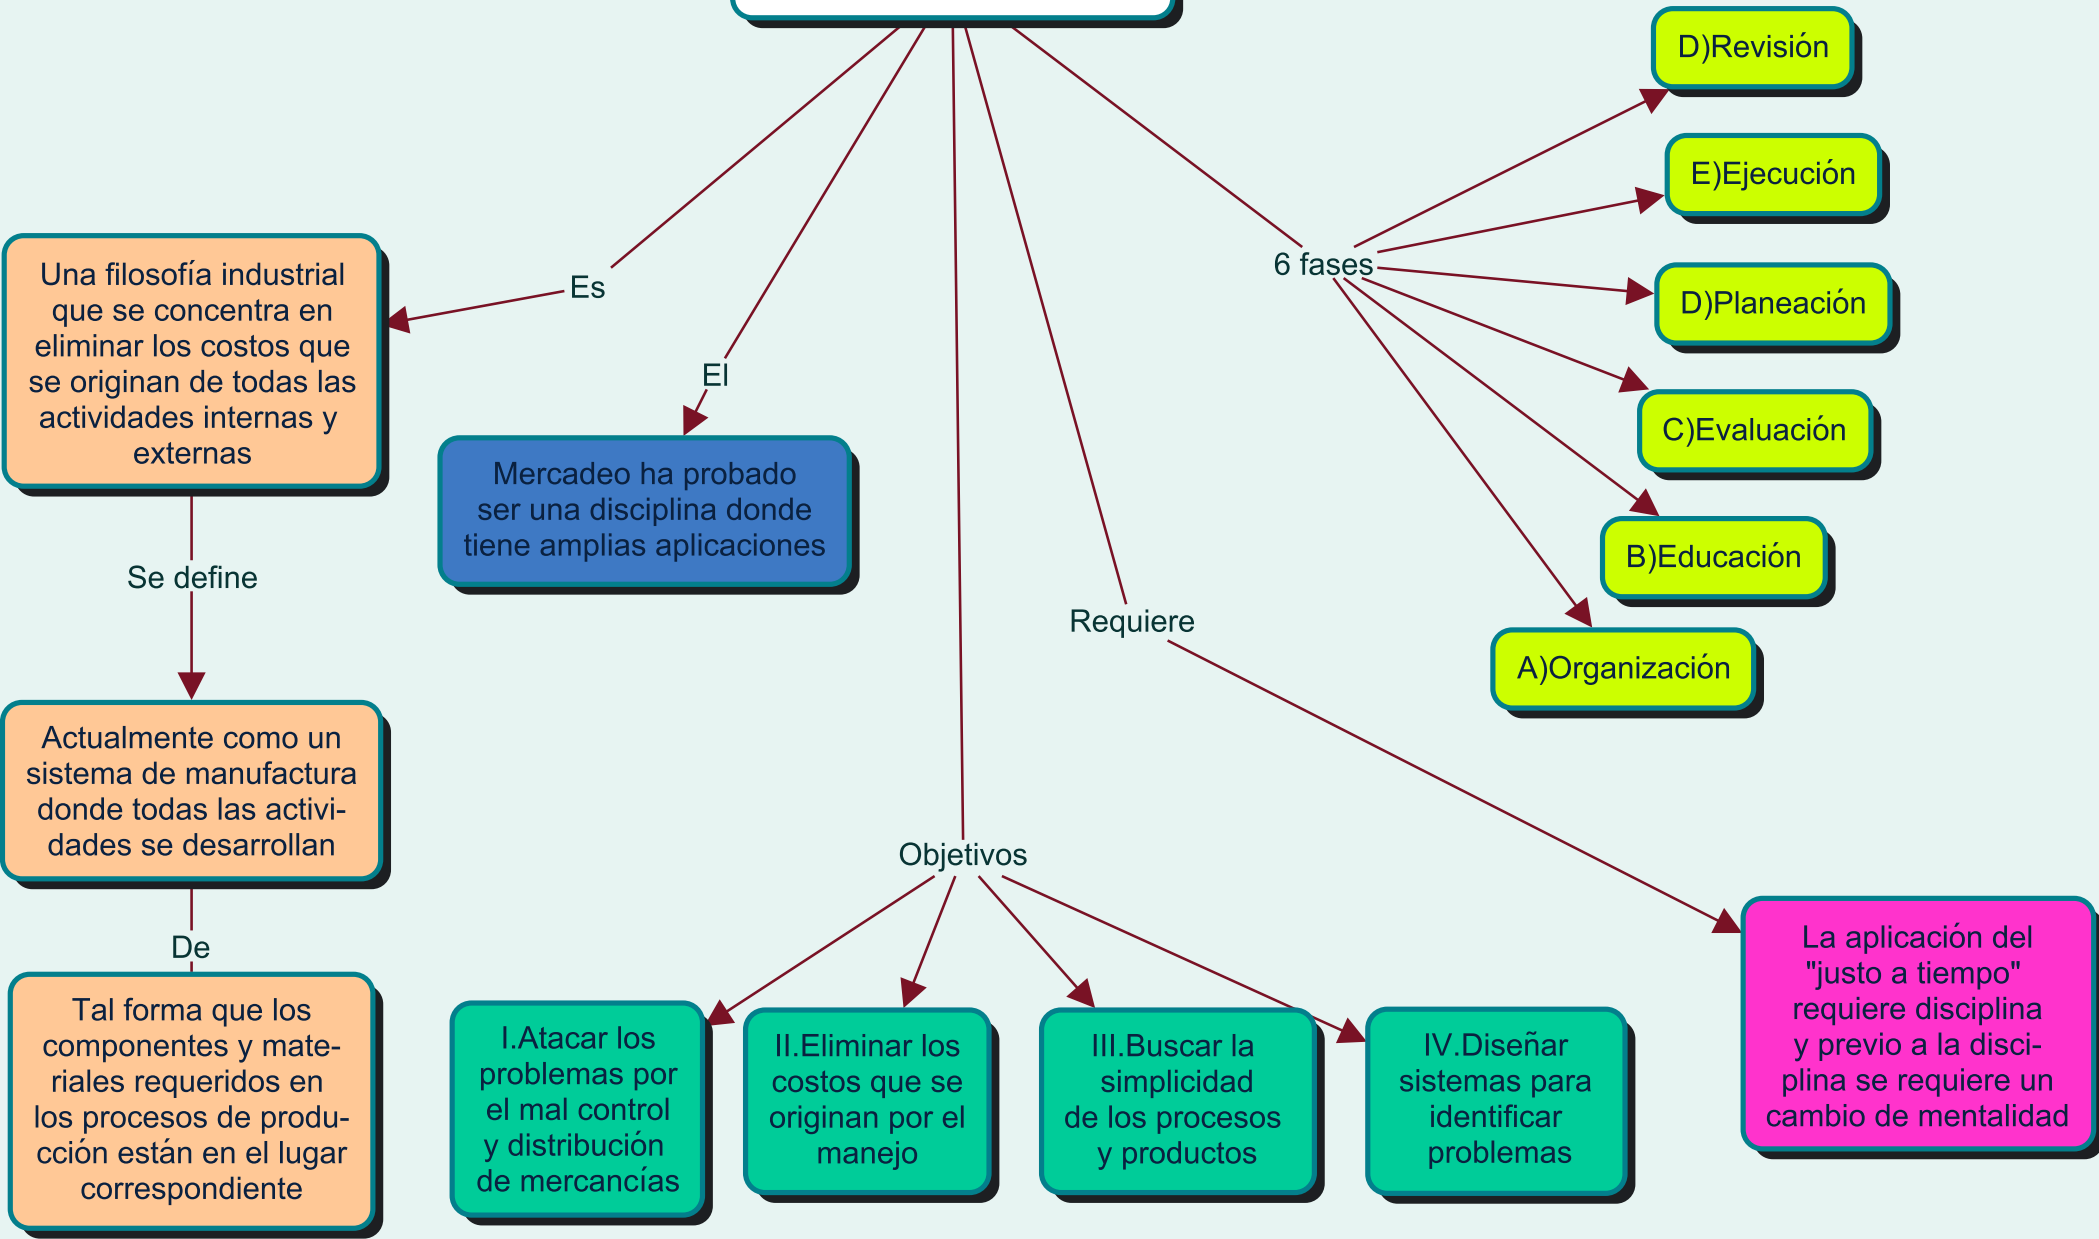 Es
Una filosofía industrial
que se concentra en
eliminar los costos que
se originan de todas las
actividades internas y
externas
Se define
Actualmente como un
sistema de manufactura
donde todas las activi-
dades se desarrollan
De
Tal forma que los
componentes y mate-
riales requeridos en
los procesos de produ-
cción están en el lugar
correspondiente
El
Mercadeo ha probado
ser una disciplina donde
tiene amplias aplicaciones
Objetivos
I.Atacar los
problemas por
el mal control
y distribución
de mercancías
II.Eliminar los
costos que se
originan por el
manejo
III.Buscar la
simplicidad
de los procesos
y productos
IV.Diseñar
sistemas para
identificar
problemas
Requiere
La aplicación del
"justo a tiempo"
requiere disciplina
y previo a la disci-
plina se requiere un
cambio de mentalidad
6 fases
D)Revisión
E)Ejecución
D)Planeación
C)Evaluación
B)Educación
A)Organización